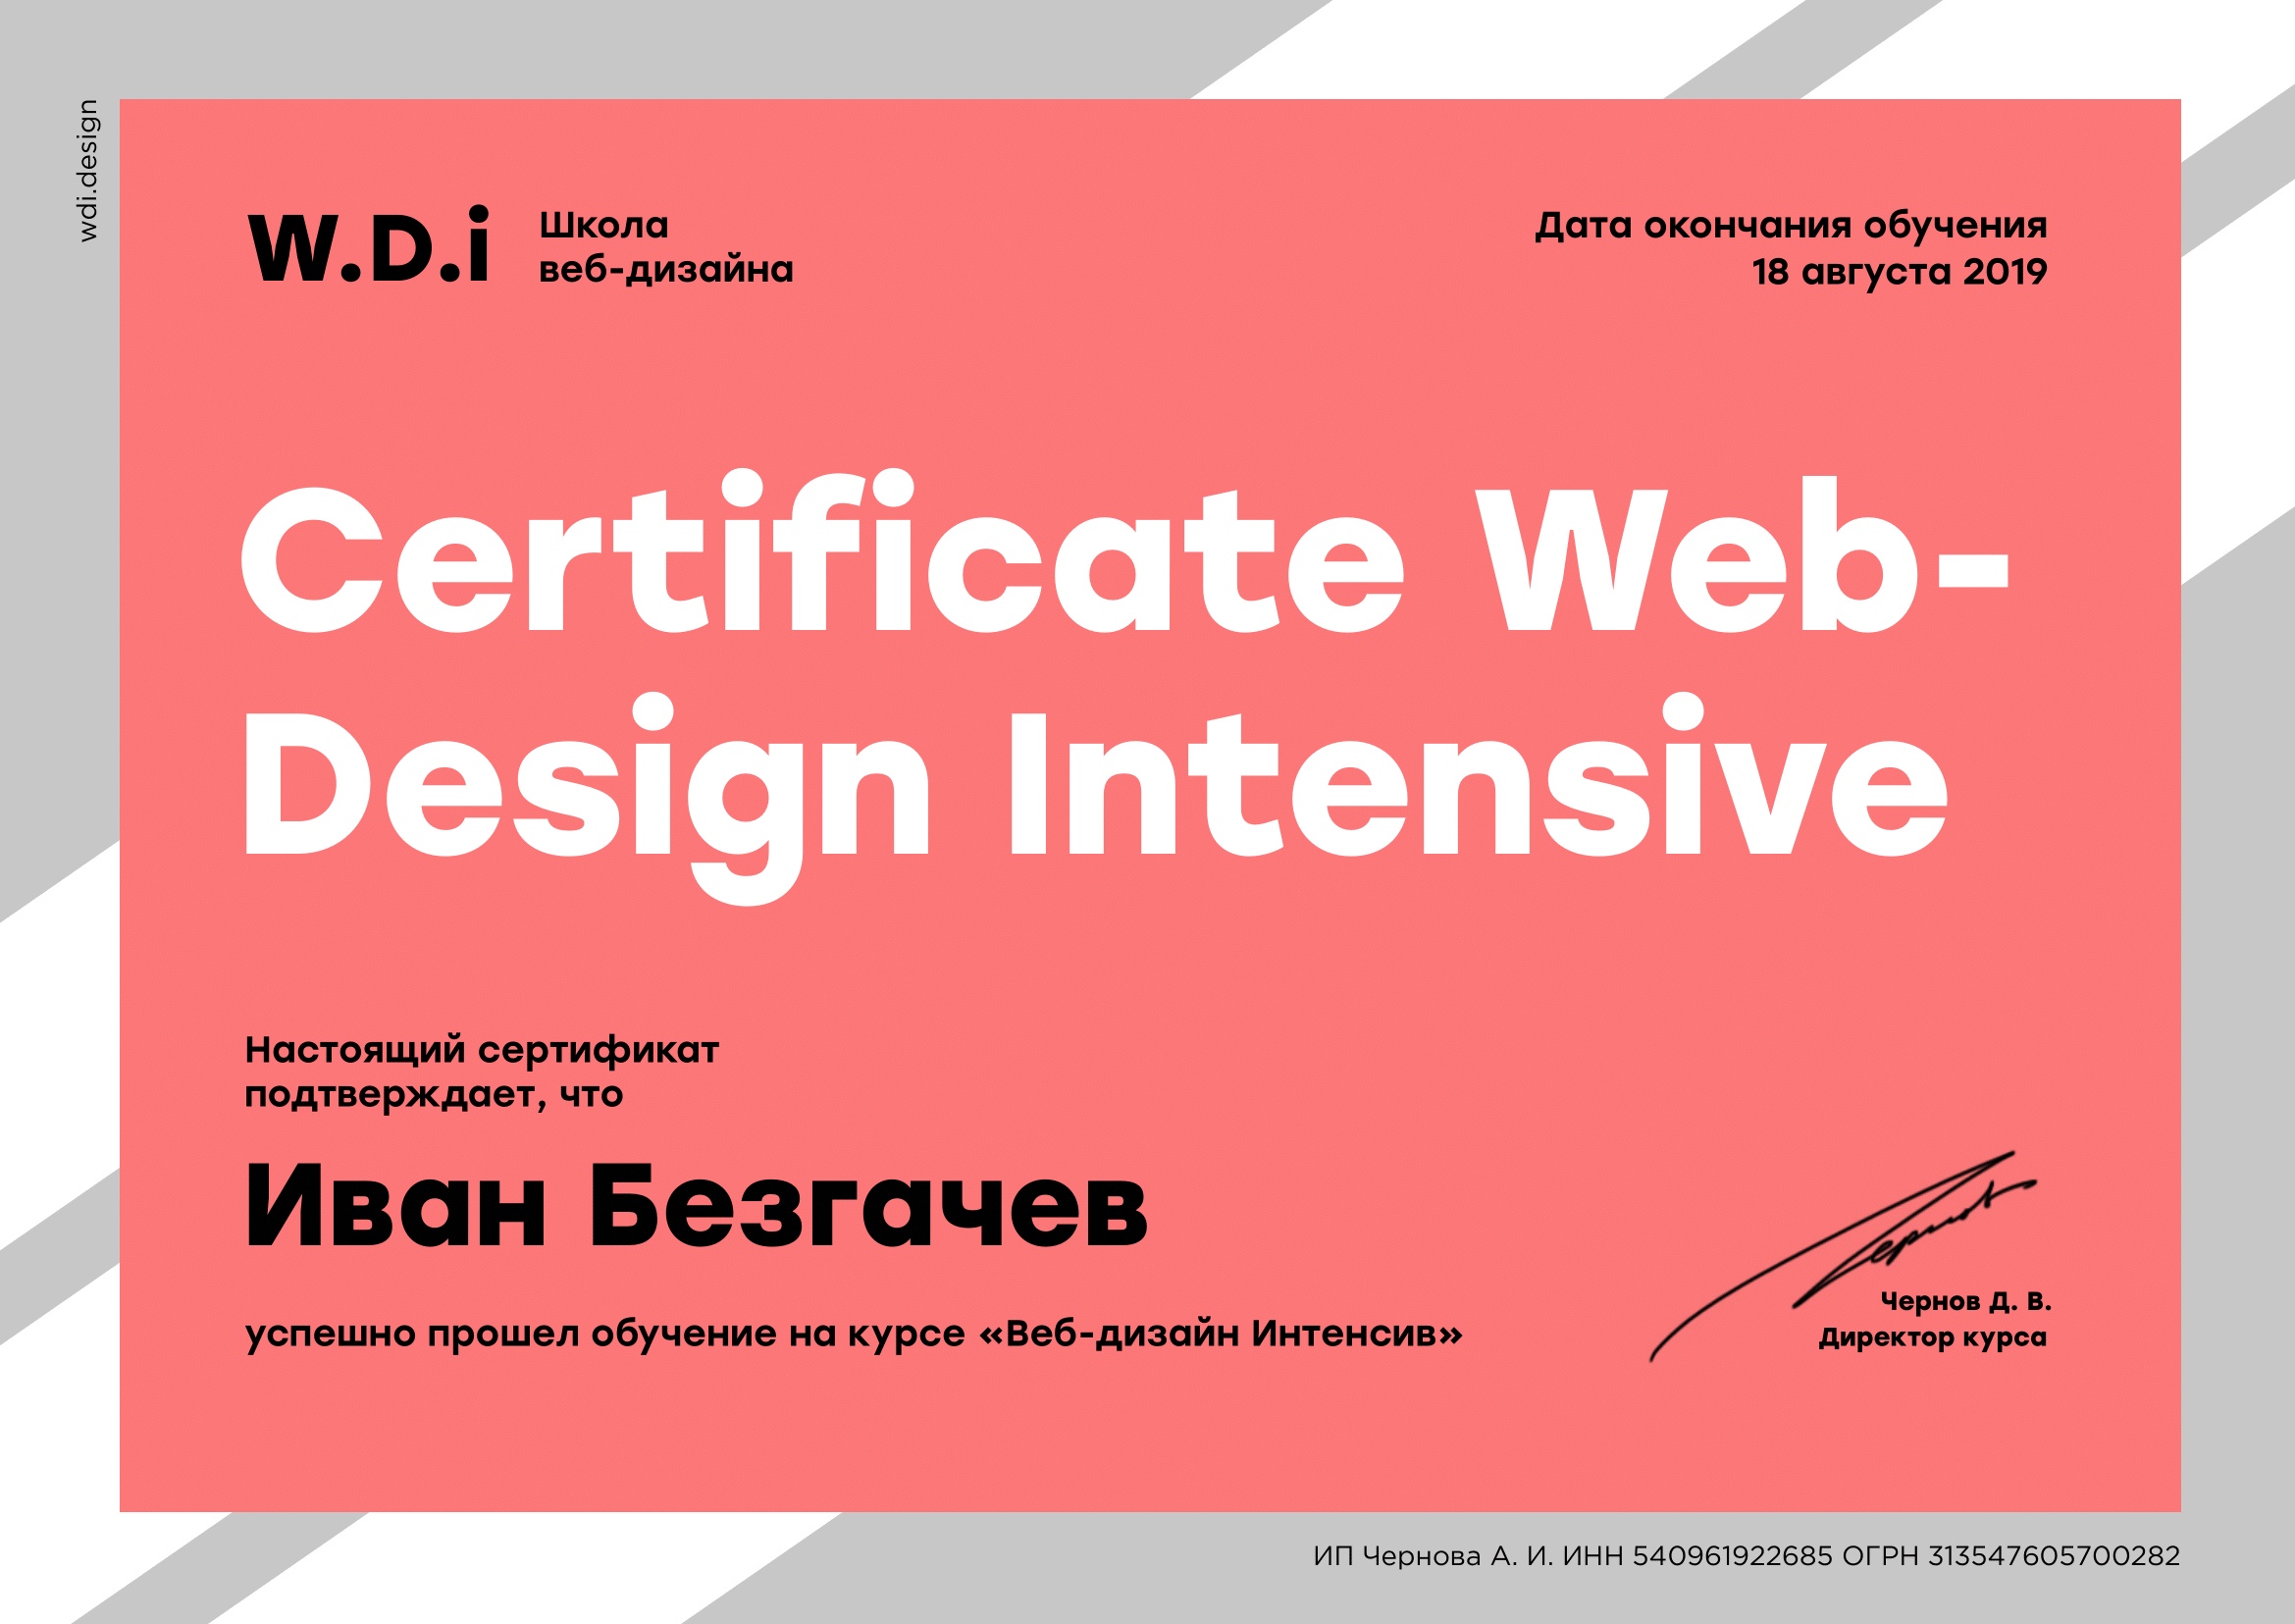 wdi.design
W.D.i
Школа
веб-дизайна
Дата окончания обучения
18 августа 2019
Certificate Web-
Design Intensive
Настоящий сертификат
подтверждает, что
Иван Безгачев
успешно прошел обучение на курсе «Веб-дизайн Интенсив»
Чернов Д. В.
Директор курса
ИП Чернова А. И. ИНН 540961922685 ОГРН 313547605700282